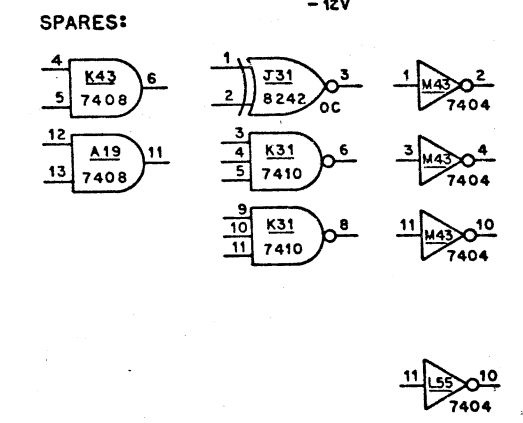 - 12V
SPARES:
4 K43 6
5 7408
12 A19 11
13 7408
1 J31 3
2 8242 OC
3
4 K31 6
5 7410
9
10 K31 8
11 7410
1 M43 2
7404
3 M43 4
7404
11 M43 10
7404
11 L55 10
7404